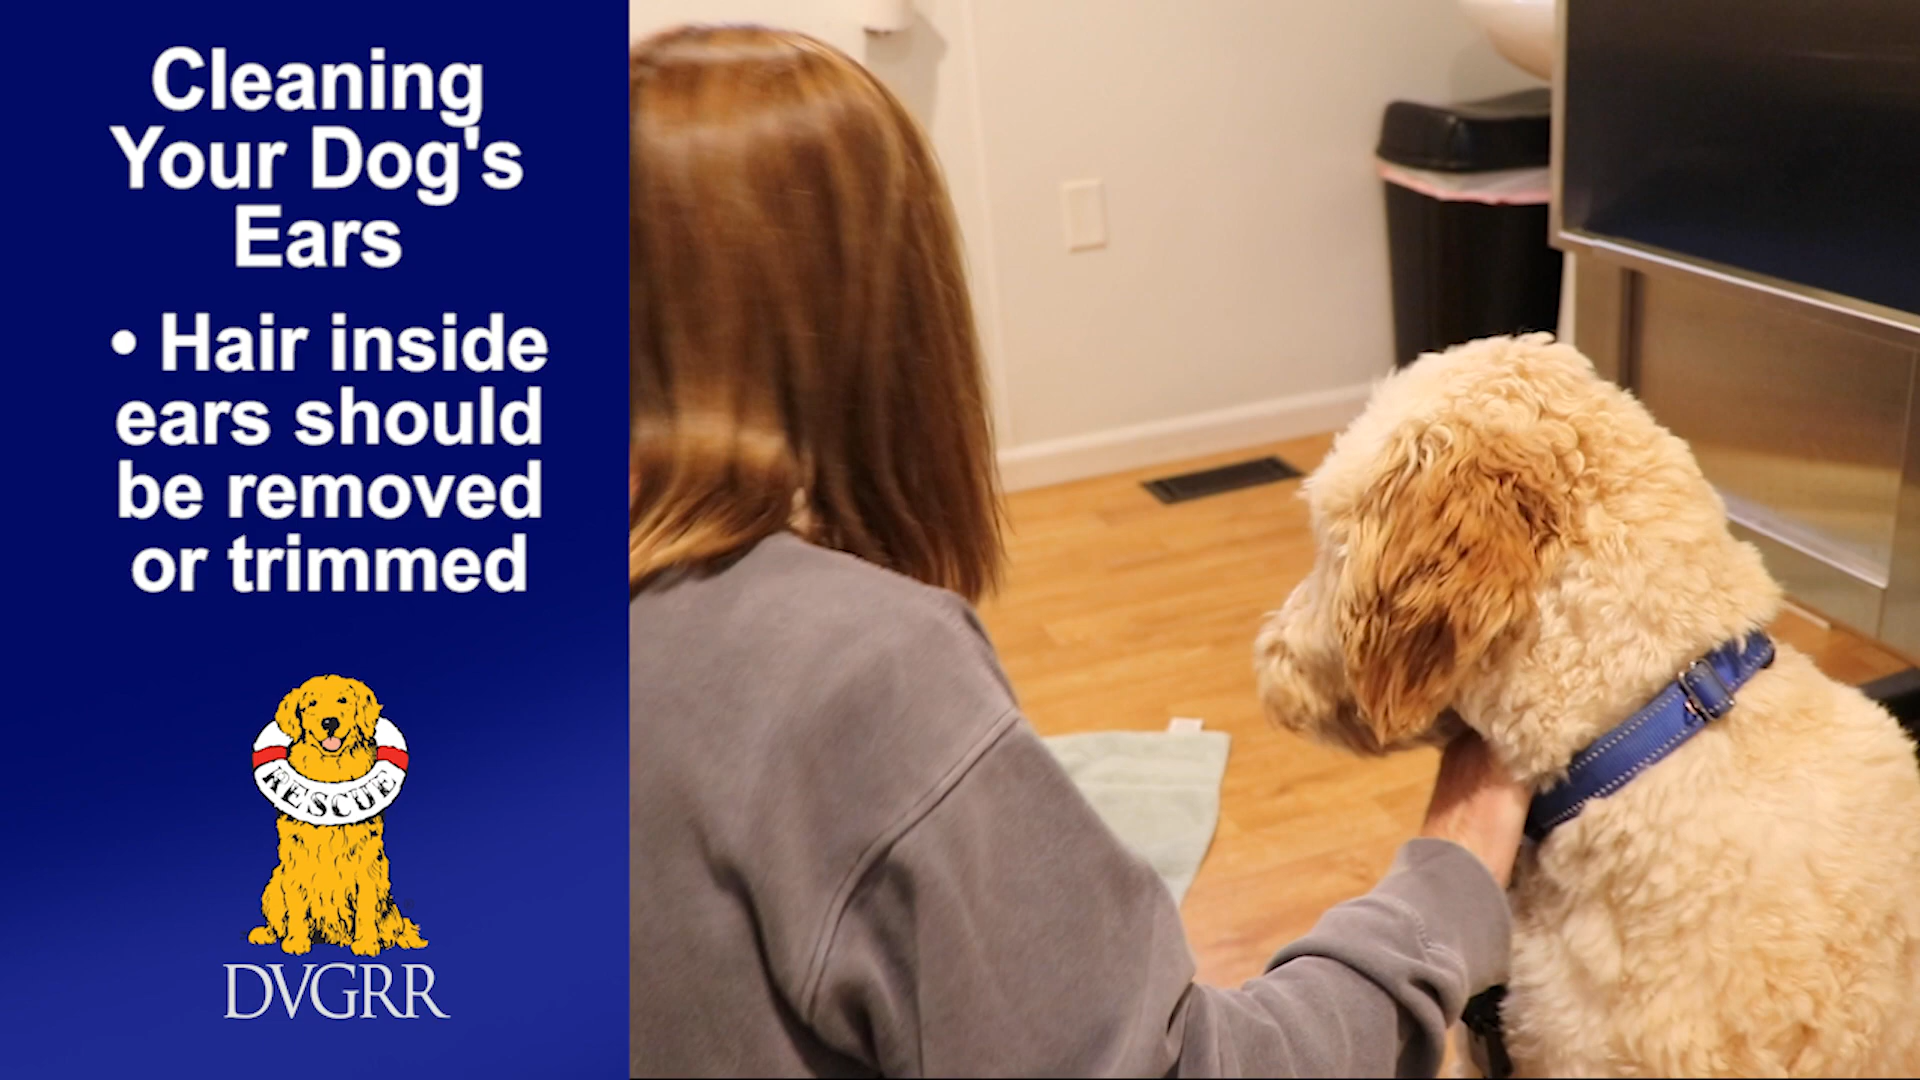 Cleaning
Your Dog's
Ears
• Hair inside
ears should
be removed
or trimmed
RESCUE
DVGRR